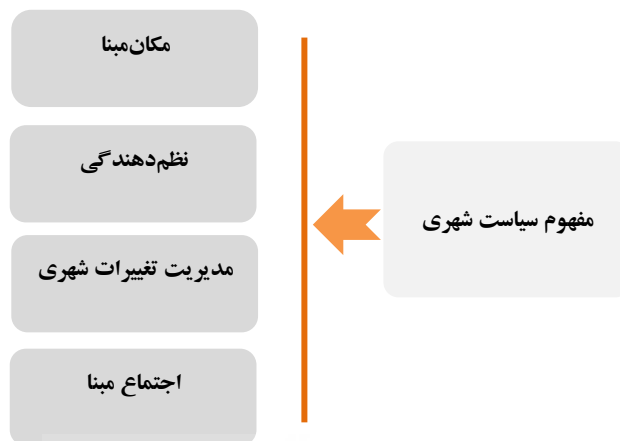 مفهوم سیاست شهری
مکان‌مبنا
نظم‌دهندگی
مدیریت تغییرات شهری
اجتماع مبنا